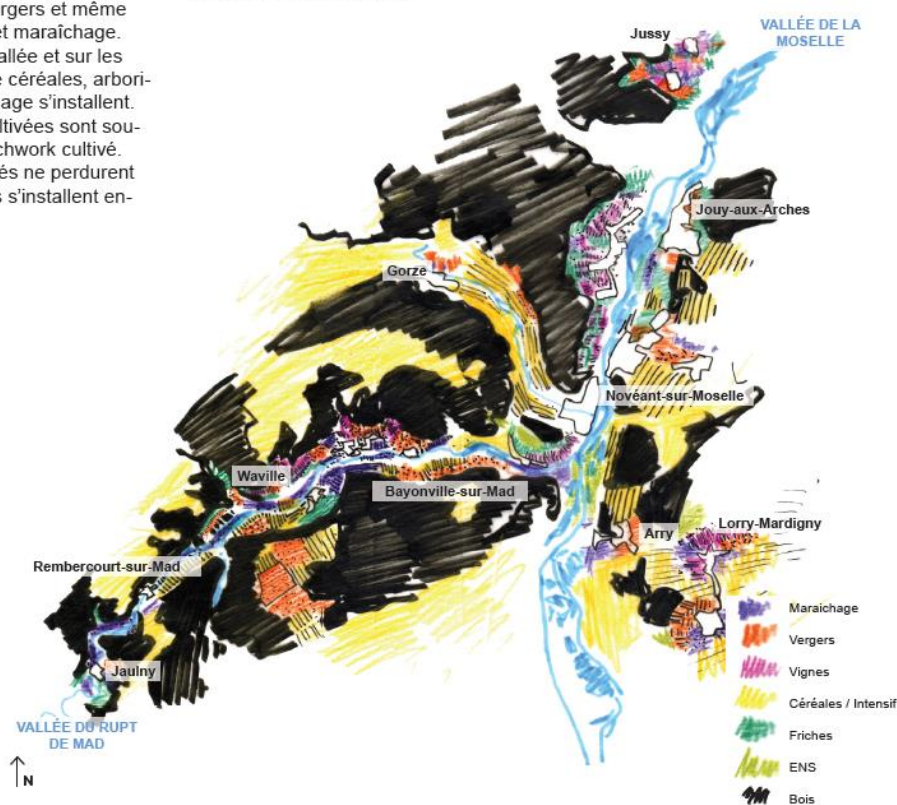 ergers et même
et maraîchage.
allée et sur les
e céréales, arbori-
age s'installent.
ltivées sont sou-
chwork cultivé.
és ne perdurent
s s'installent en-
VALLÉE DE LA
MOSELLE
Jussy
Jouy-aux-Arches
Gorze
Novéant-sur-Moselle
Waville
Bayonville-sur-Mad
Arry
Lorry-Mardigny
Rembercourt-sur-Mad
Jaulny
VALLÉE DU RUPT
DE MAD
N
Maraichage
Vergers
Vignes
Céréales / Intensif
Friches
ENS
Bois